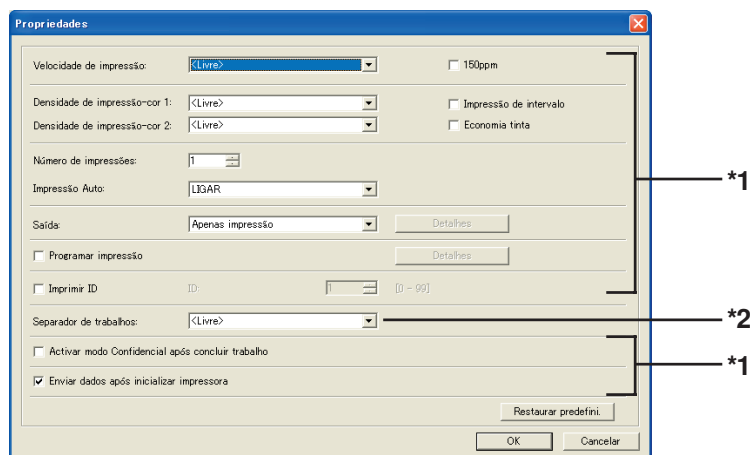 Propriedades
Velocidade de impressão: <Livre> 150ppm
Densidade de impressão-cor 1: <Livre> Impressão de intervalo
Densidade de impressão-cor 2: <Livre> Economia tinta
Número de impressões: 1
*1
Impressão Auto: LIGAR
Saída: Apenas impressão Detalhes
Programar impressão Detalhes
Imprimir ID ID: 1 [0 - 99]
Separador de trabalhos: <Livre> *2
Activar modo Confidencial após concluir trabalho
*1
Enviar dados após inicializar impressora
Restaurar predefini.
OK Cancelar